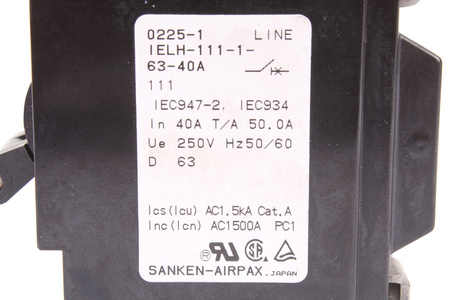 0225-1 LINE
IELH-111-1-
63-40A
111
IEC947-2, IEC934
In 40A T/A 50.0A
Ue 250V Hz50/60
D 63
Ics(Icu) AC1.5kA Cat.A
Inc(Icn) AC1500A PC1
SANKEN-AIRPAX. JAPAN